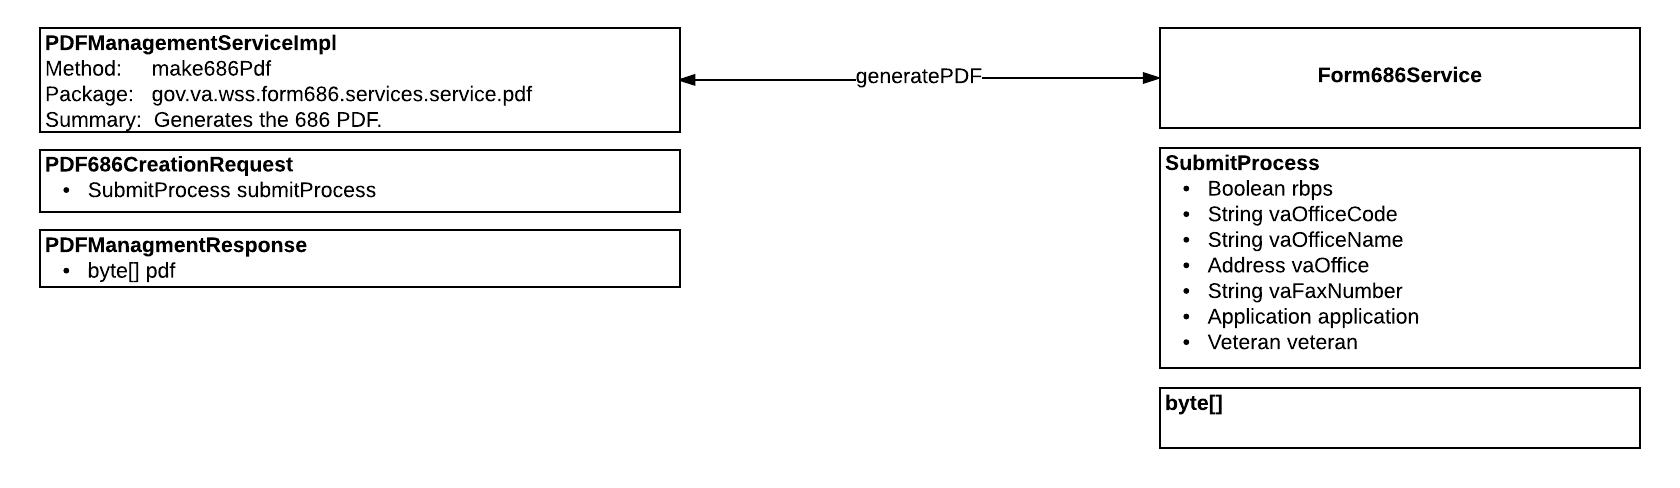 PDFManagementServiceImpl
Method: make686Pdf
Package: gov.va.wss.form686.services.service.pdf
Summary: Generates the 686 PDF.
generatePDF
Form686Service
PDF686CreationRequest
• SubmitProcess submitProcess
PDFManagmentResponse
• byte[] pdf
SubmitProcess
• Boolean rbps
• String vaOfficeCode
• String vaOfficeName
• Address vaOffice
• String vaFaxNumber
• Application application
• Veteran veteran
byte[]